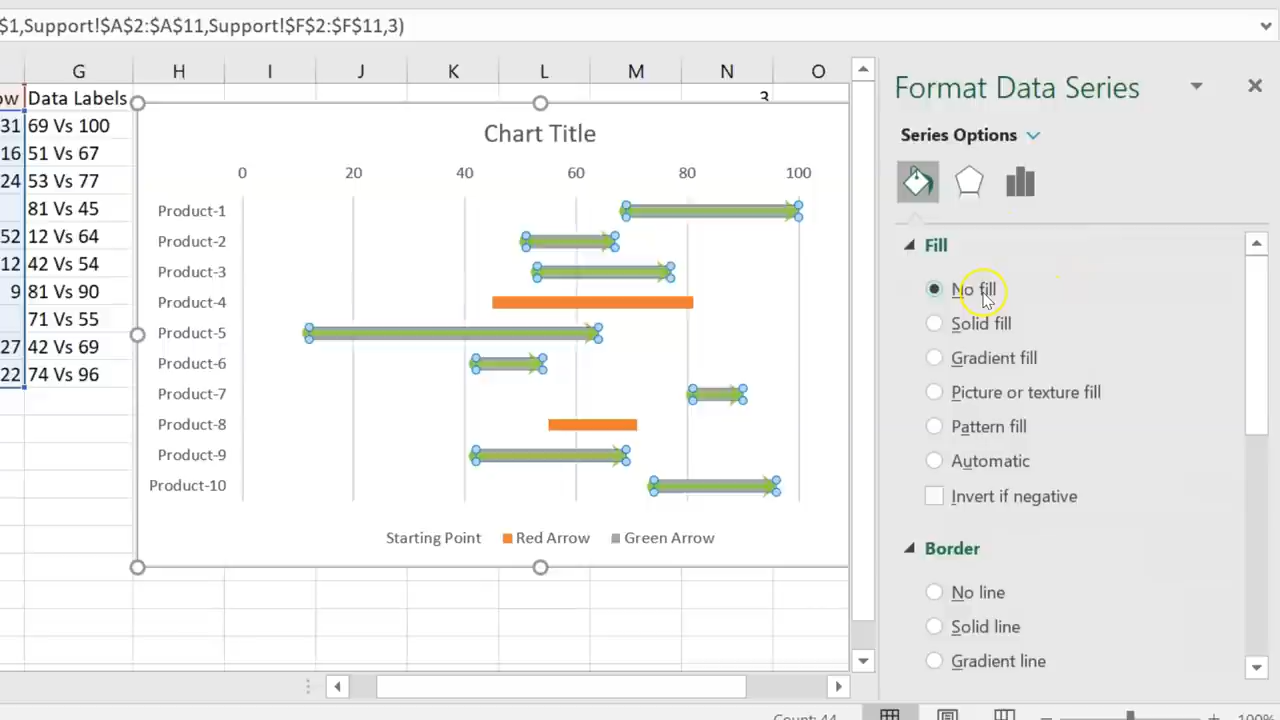 $1,Support!$A$2:$A$11,Support!$F$2:$F$11,3)
G H I J K L M N O
ow Data Labels 3
31 69 Vs 100
16 51 Vs 67
24 53 Vs 77
81 Vs 45
52 12 Vs 64
12 42 Vs 54
9 81 Vs 90
71 Vs 55
27 42 Vs 69
22 74 Vs 96
Chart Title
0 20 40 60 80 100
Product-1
Product-2
Product-3
Product-4
Product-5
Product-6
Product-7
Product-8
Product-9
Product-10
Starting Point Red Arrow Green Arrow
Format Data Series
Series Options
Fill
No fill
Solid fill
Gradient fill
Picture or texture fill
Pattern fill
Automatic
Invert if negative
Border
No line
Solid line
Gradient line
Count: 44 100%